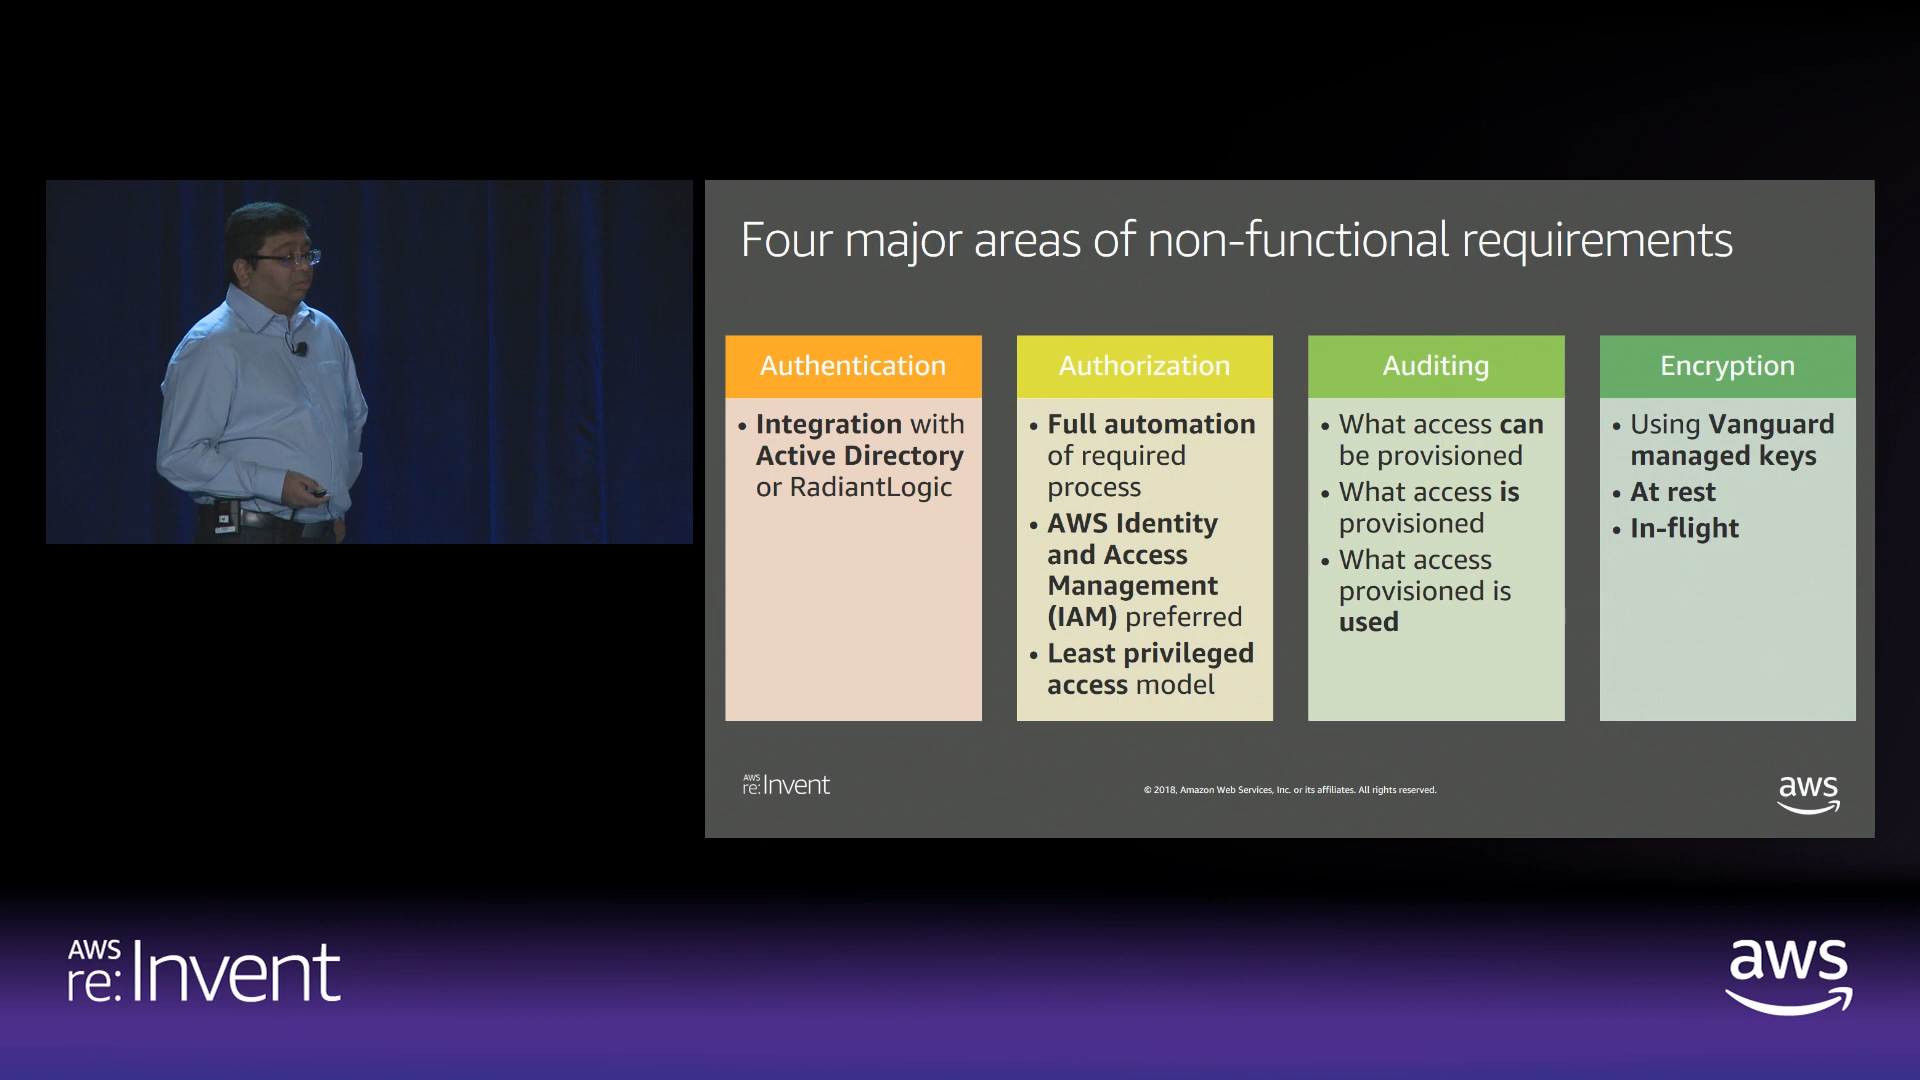 Four major areas of non-functional requirements
Authentication
• Integration with
Active Directory
or RadiantLogic
Authorization
• Full automation
of required
process
• AWS Identity
and Access
Management
(IAM) preferred
• Least privileged
access model
Auditing
• What access can
be provisioned
• What access is
provisioned
• What access
provisioned is
used
Encryption
• Using Vanguard
managed keys
• At rest
• In-flight
AWS
re:Invent
© 2018, Amazon Web Services, Inc. or its affiliates. All rights reserved.
aws
AWS
re:Invent
aws